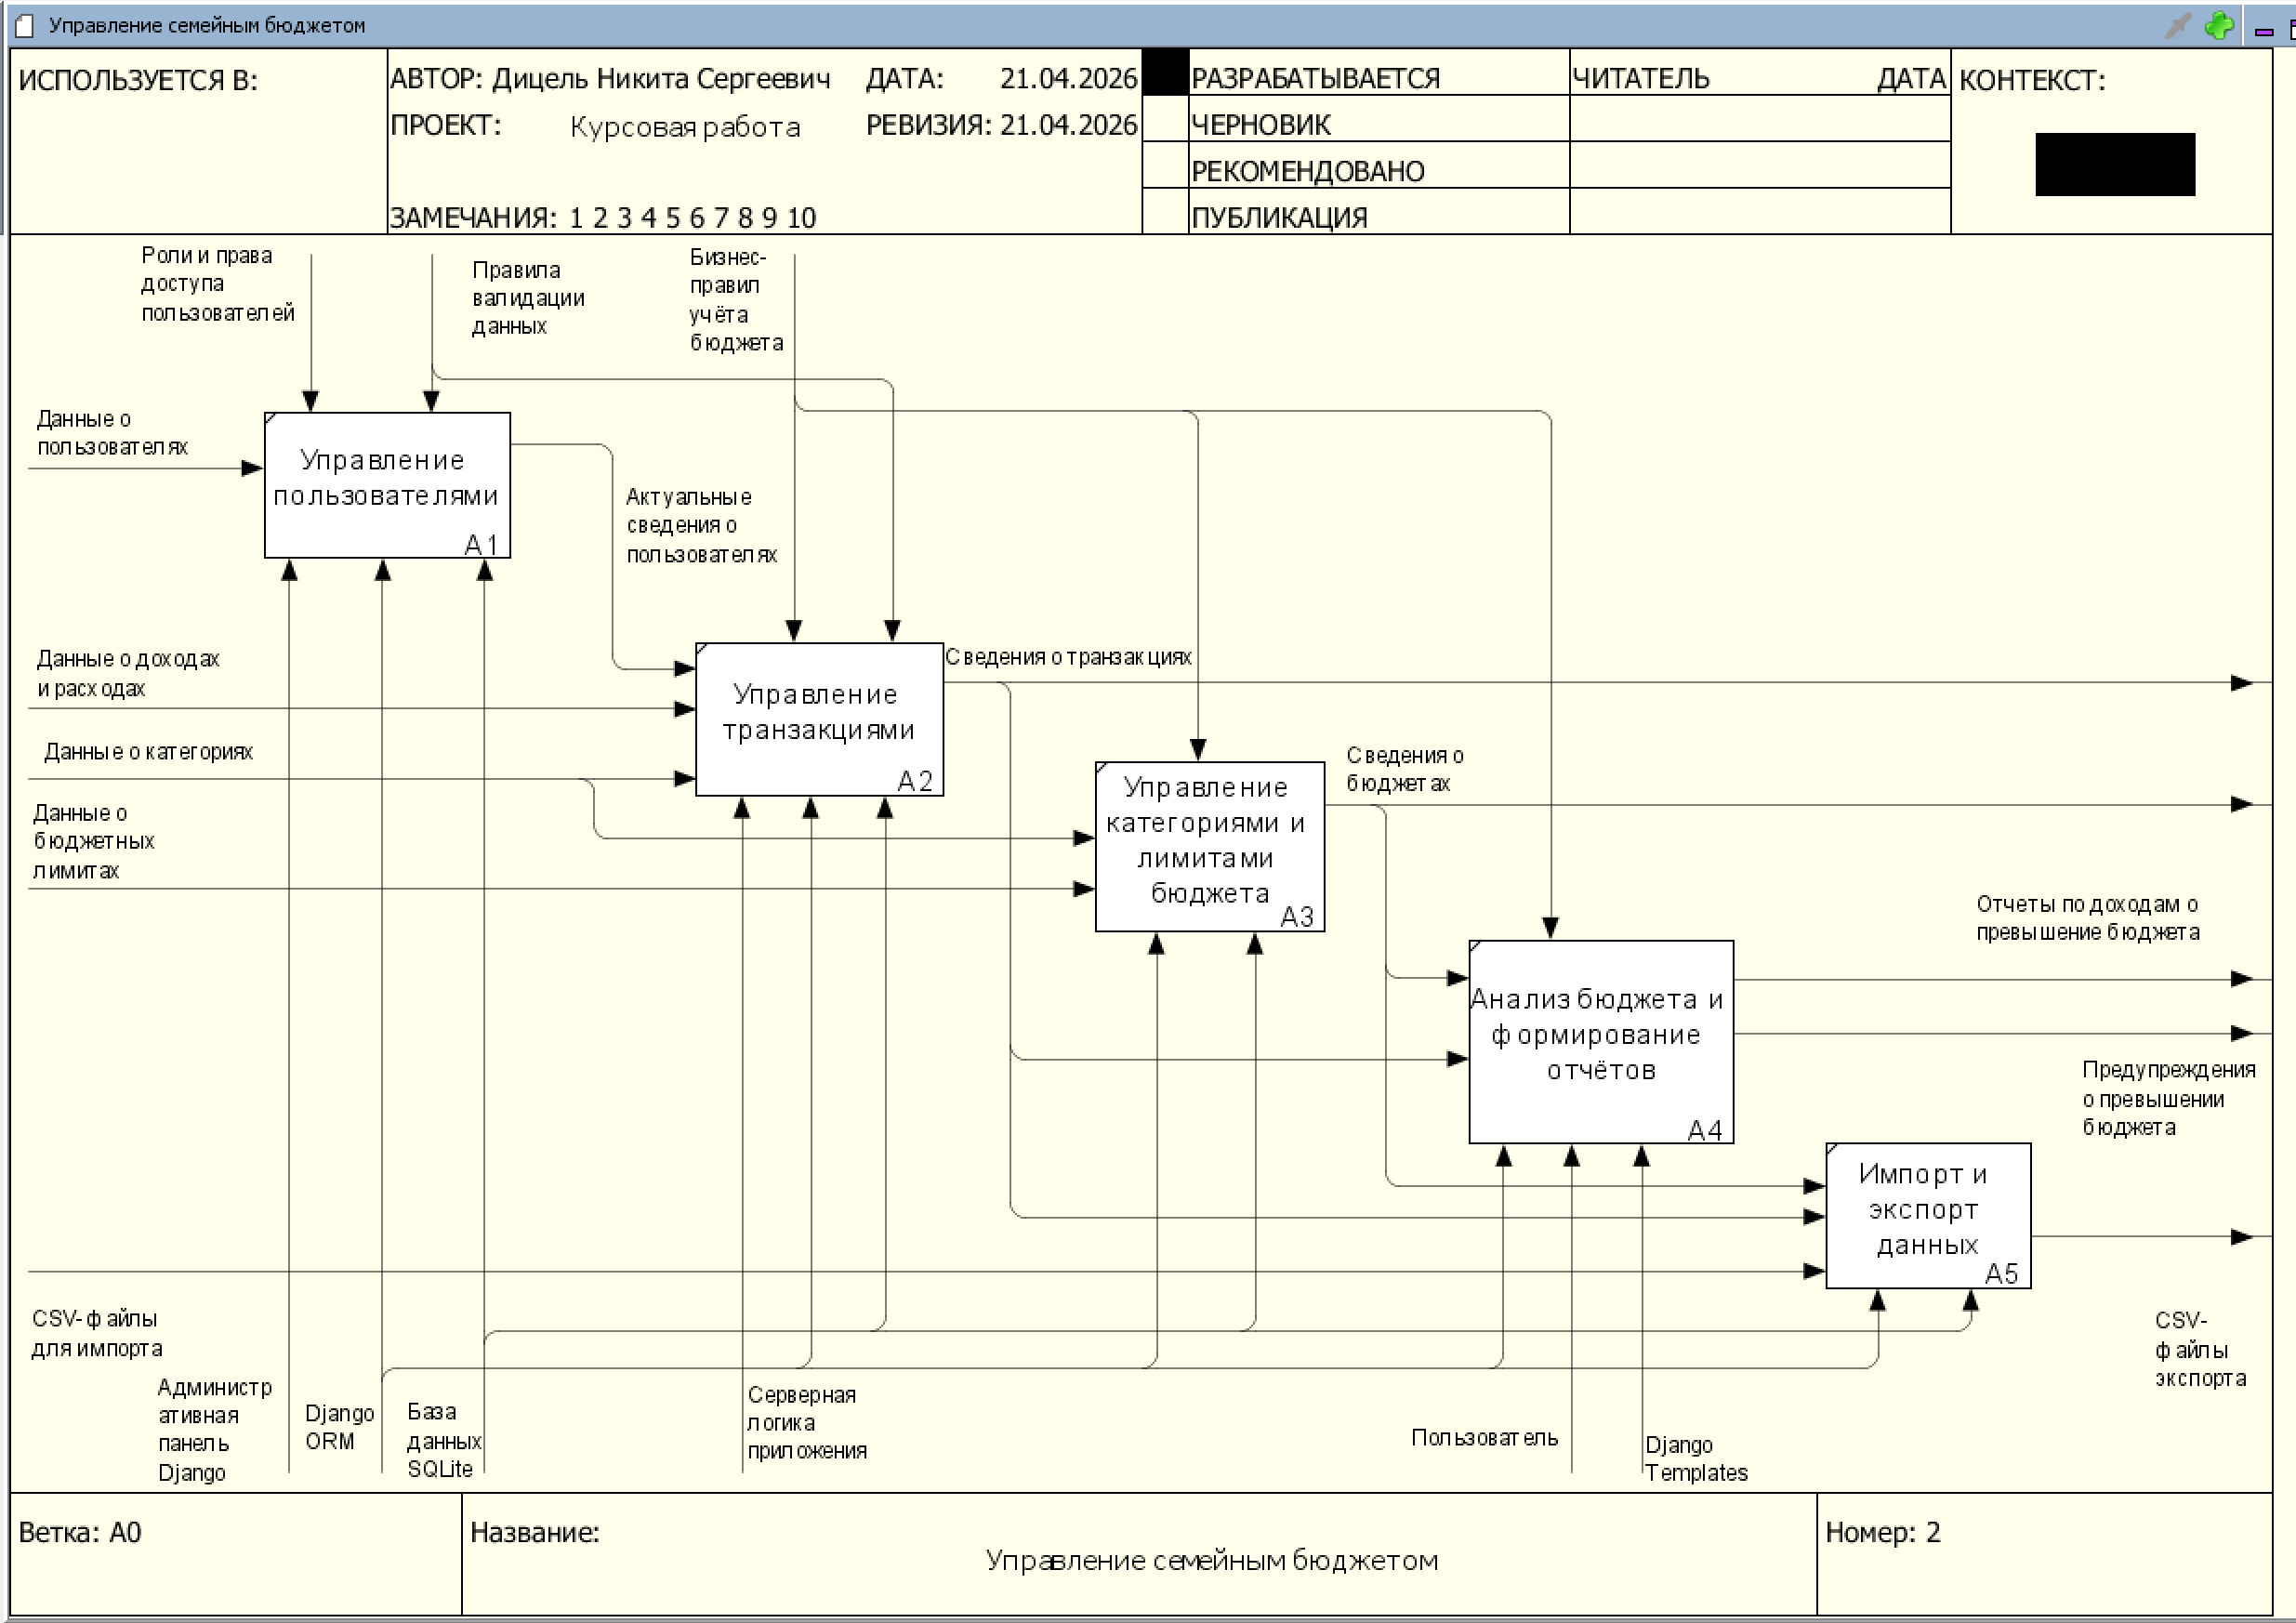 Управление семейным бюджетом
ИСПОЛЬЗУЕТСЯ В:
АВТОР: Дицель Никита Сергеевич
ДАТА: 21.04.2026
ПРОЕКТ: Курсовая работа
РЕВИЗИЯ: 21.04.2026
ЗАМЕЧАНИЯ: 1 2 3 4 5 6 7 8 9 10
РАЗРАБАТЫВАЕТСЯ
ЧЕРНОВИК
РЕКОМЕНДОВАНО
ПУБЛИКАЦИЯ
ЧИТАТЕЛЬ ДАТА
КОНТЕКСТ:
Роли и права
доступа
пользователей
Правила
валидации
данных
Бизнес-
правил
учёта
бюджета
Данные о
пользователях
Управление
пользователями
A1
Актуальные
сведения о
пользователях
Данные о доходах
и расходах
Управление
транзакциями
A2
Сведения о транзакциях
Данные о категориях
Данные о
бюджетных
лимитах
Управление
категориями и
лимитами
бюджета
A3
Сведения о
бюджетах
Анализ бюджета и
формирование
отчётов
A4
Отчеты по доходам о
превышение бюджета
Предупреждения
о превышении
бюджета
Импорт и
экспорт
данных
A5
CSV-файлы
для импорта
CSV-
файлы
экспорта
Администр
ативная
панель
Django
Django
ORM
База
данных
SQLite
Серверная
логика
приложения
Пользователь
Django
Templates
Ветка: A0
Название:
Управление семейным бюджетом
Номер: 2